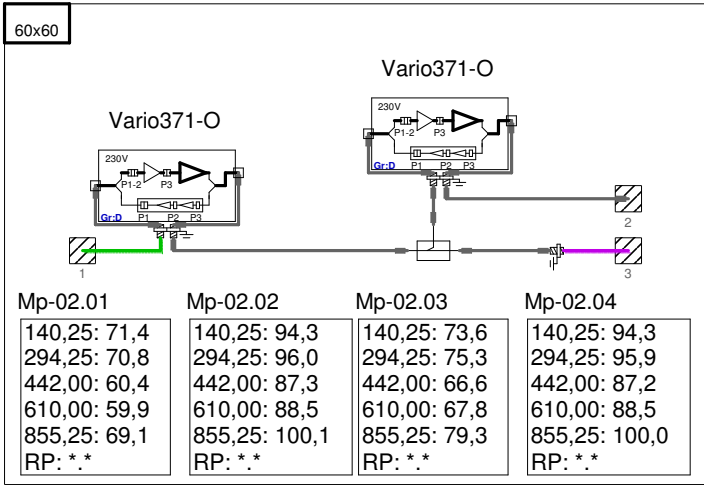 60x60
Vario371-O
230V
P1-2 P3
Gr:D P1 P2 P3
Vario371-O
230V
P1-2 P3
Gr:D P1 P2 P3
1
2
3
Mp-02.01
140,25: 71,4
294,25: 70,8
442,00: 60,4
610,00: 59,9
855,25: 69,1
RP: *.*
Mp-02.02
140,25: 94,3
294,25: 96,0
442,00: 87,3
610,00: 88,5
855,25: 100,1
RP: *.*
Mp-02.03
140,25: 73,6
294,25: 75,3
442,00: 66,6
610,00: 67,8
855,25: 79,3
RP: *.*
Mp-02.04
140,25: 94,3
294,25: 95,9
442,00: 87,2
610,00: 88,5
855,25: 100,0
RP: *.*